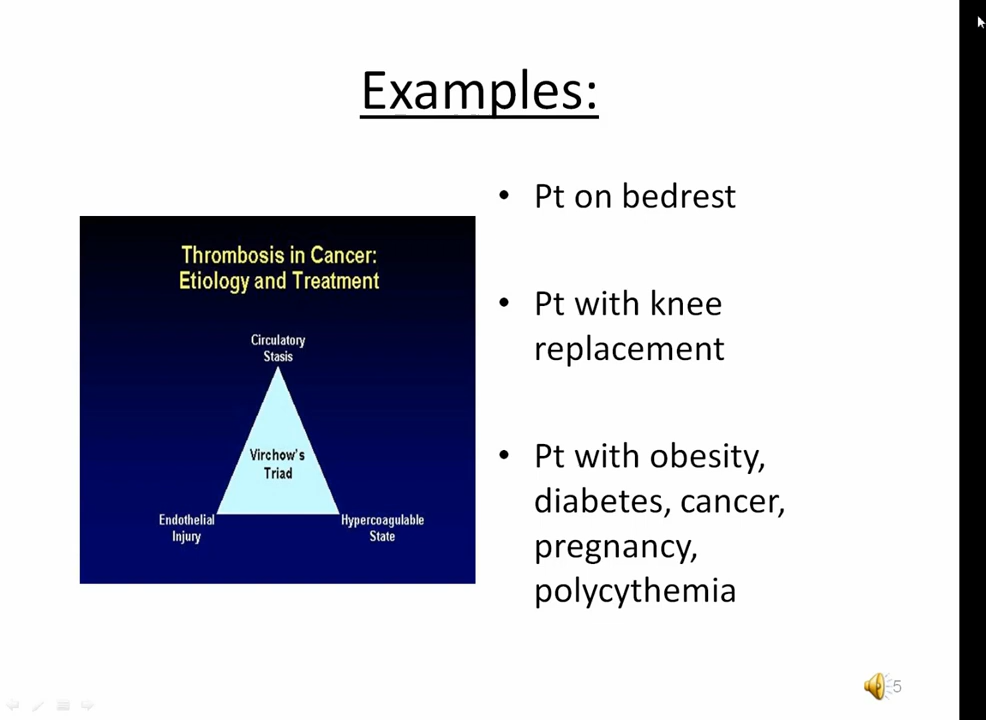 Examples:
Thrombosis in Cancer:
Etiology and Treatment
Circulatory
Stasis
Virchow's
Triad
Endothelial
Injury
Hypercoagulable
State
• Pt on bedrest
• Pt with knee
replacement
• Pt with obesity,
diabetes, cancer,
pregnancy,
polycythemia
5